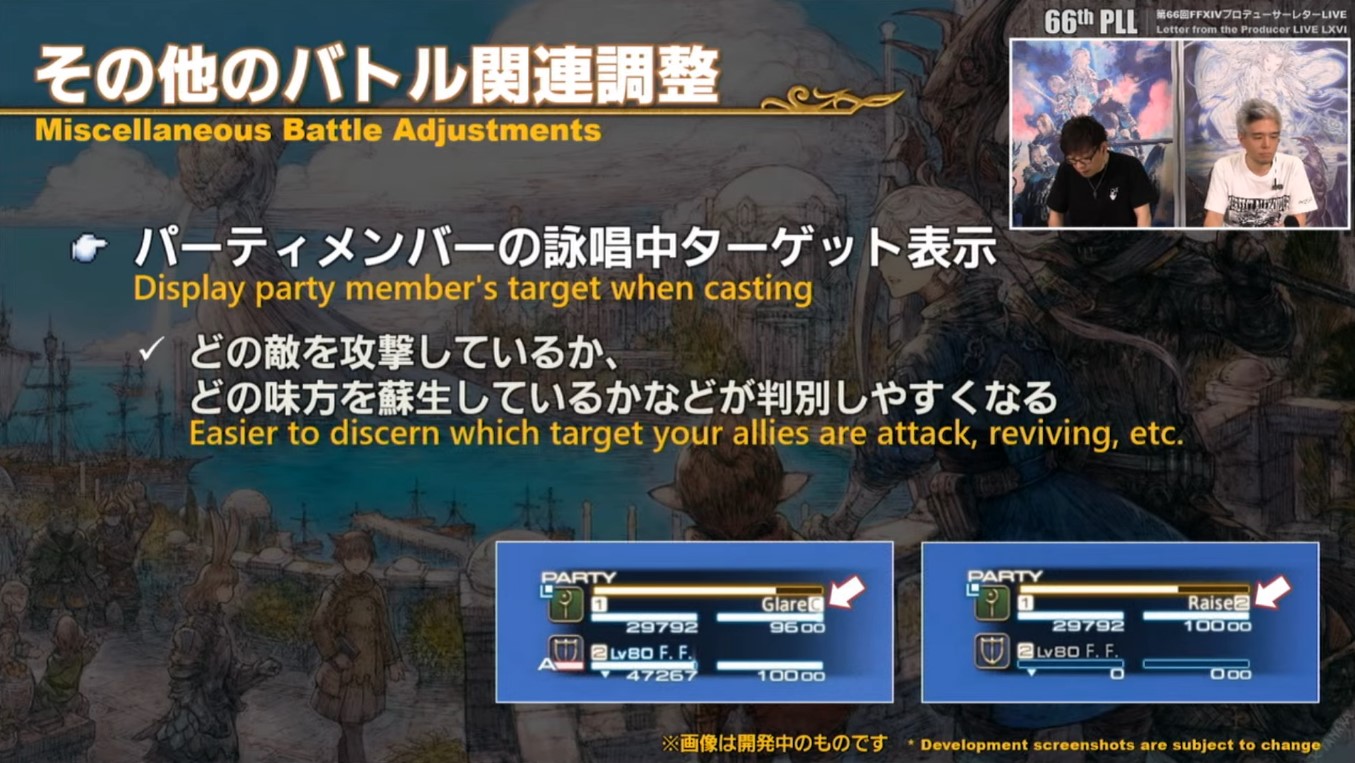 66th PLL
第66回FFXIVプロデューサーレターLIVE
Letter from the Producer LIVE LXVI
その他のバトル関連調整
Miscellaneous Battle Adjustments
パーティメンバーの詠唱中ターゲット表示
Display party member's target when casting
✓ どの敵を攻撃しているか、
どの味方を蘇生しているかなどが判別しやすくなる
Easier to discern which target your allies are attack, reviving, etc.
PARTY
1 Glare C
29792 9600
A 2 Lv80 F. F.
47267 10000
PARTY
1 Raise 2
29792 10000
2 Lv80 F. F.
0 000
※画像は開発中のものです * Development screenshots are subject to change